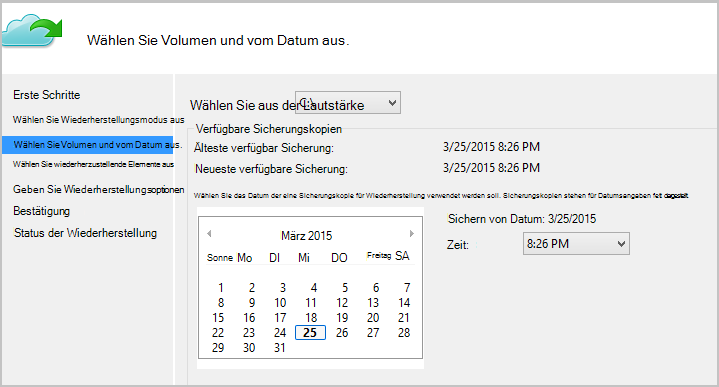 Wählen Sie Volumen und vom Datum aus.
Erste Schritte
Wählen Sie Wiederherstellungsmodus aus
Wählen Sie Volumen und vom Datum aus.
Wählen Sie wiederherzustellende Elemente aus
Geben Sie Wiederherstellungsoptionen
Bestätigung
Status der Wiederherstellung
Wählen Sie aus der Lautstärke C:\
Verfügbare Sicherungskopien
Älteste verfügbar Sicherung: 3/25/2015 8:26 PM
Neueste verfügbare Sicherung: 3/25/2015 8:26 PM
Wählen Sie das Datum der eine Sicherungskopie für Wiederherstellung verwendet werden soll. Sicherungskopien stehen für Datumsangaben fett dargestellt.
März 2015
Sonne Mo DI Mi DO Freitag SA
1 2 3 4 5 6 7
8 9 10 11 12 13 14
15 16 17 18 19 20 21
22 23 24 25 26 27 28
29 30 31
Sichern von Datum: 3/25/2015
Zeit: 8:26 PM